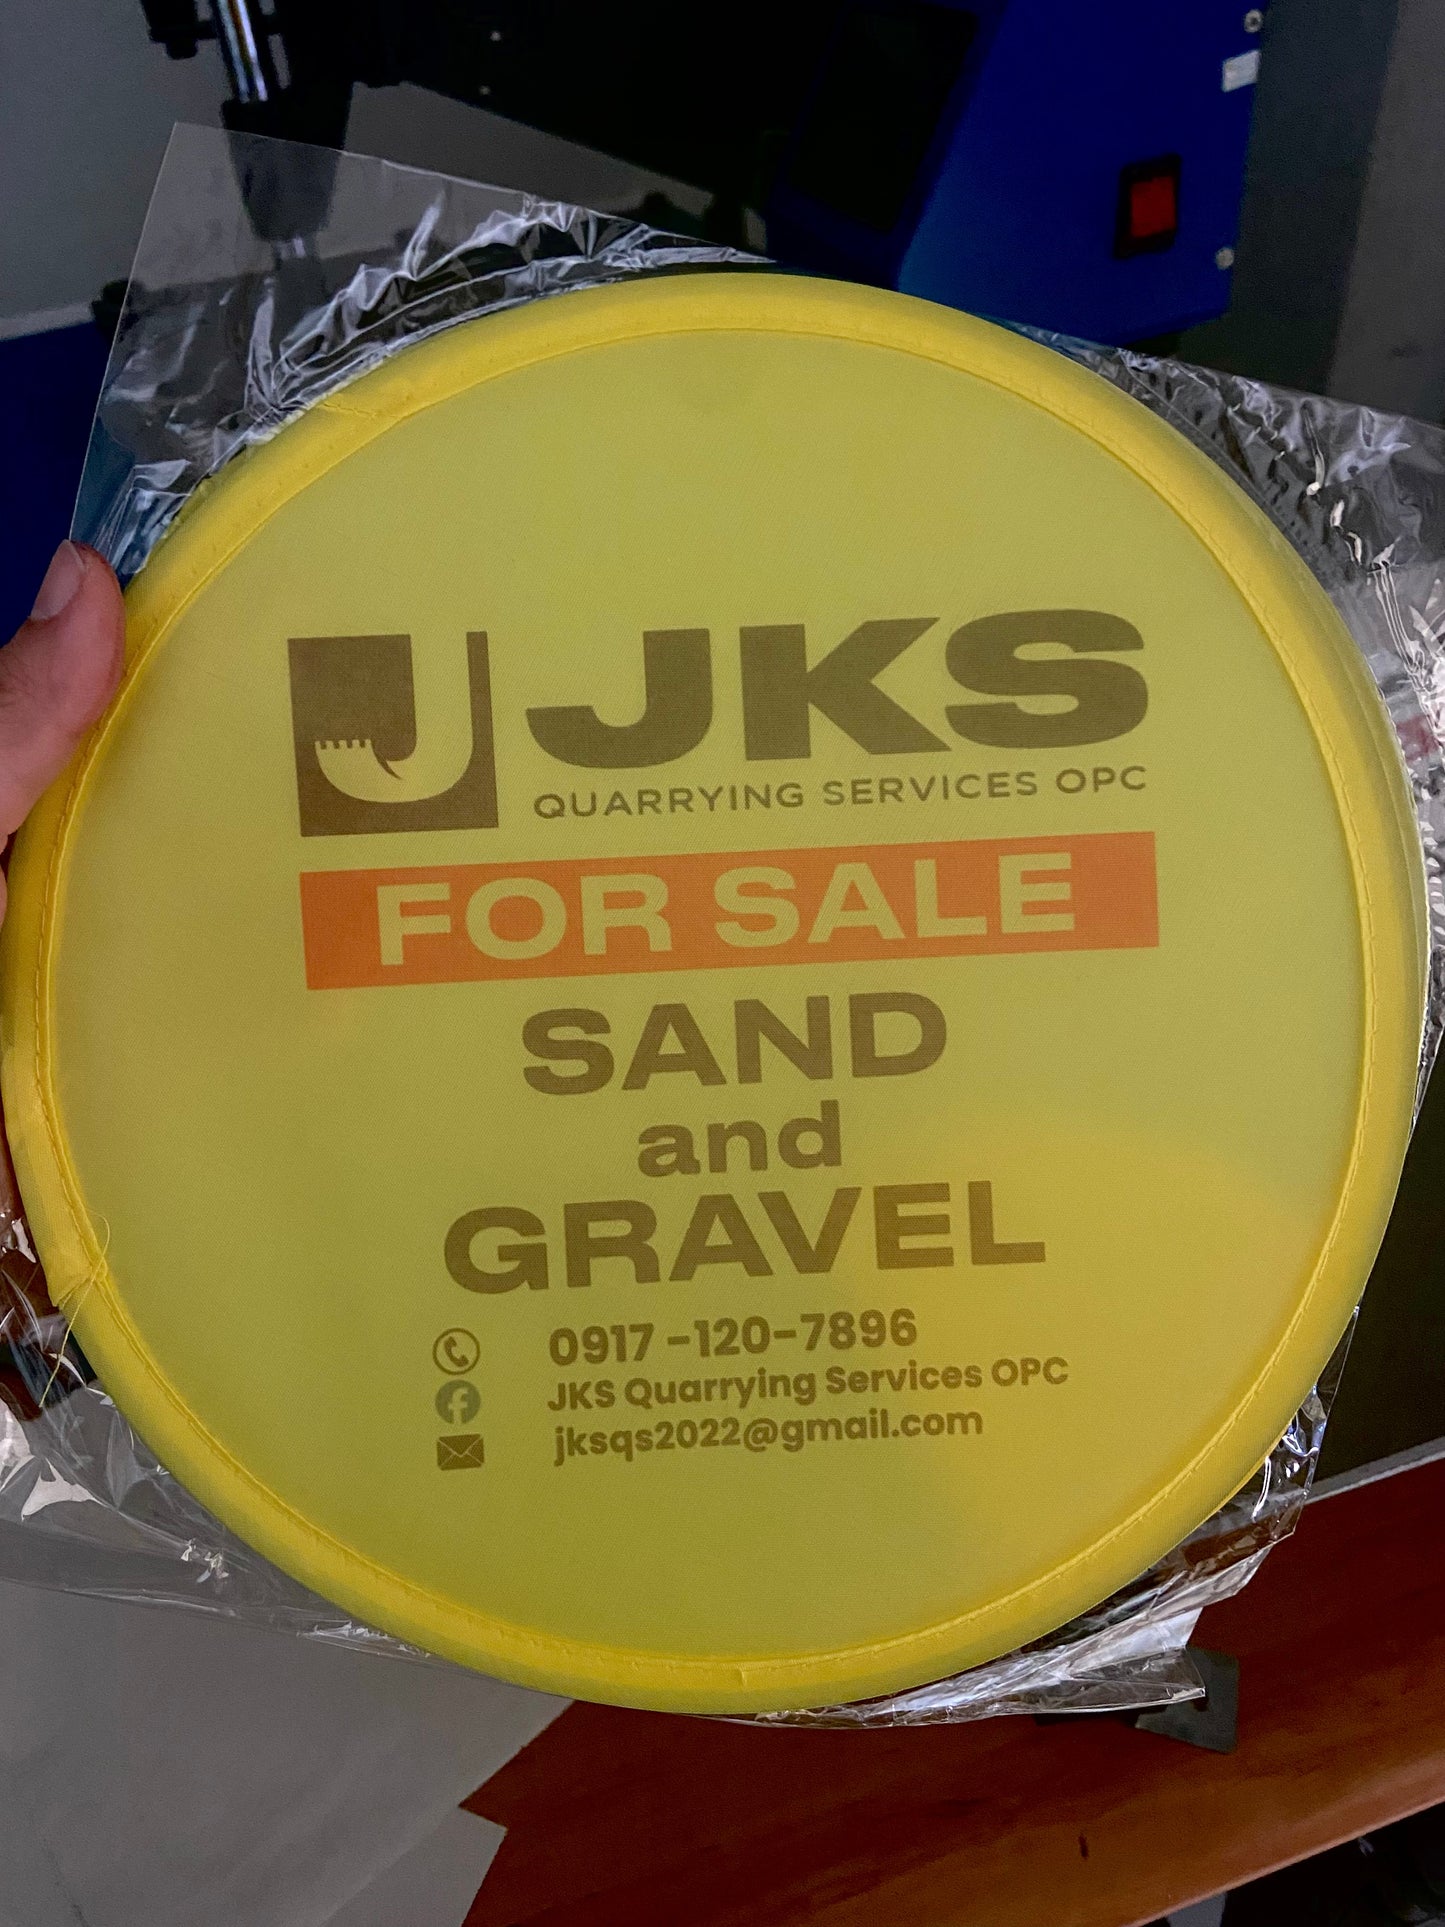 JKS
QUARRYING SERVICES OPC
FOR SALE
SAND
and
GRAVEL
0917 -120-7896
JKS Quarrying Services OPC
jksqs2022@gmail.com